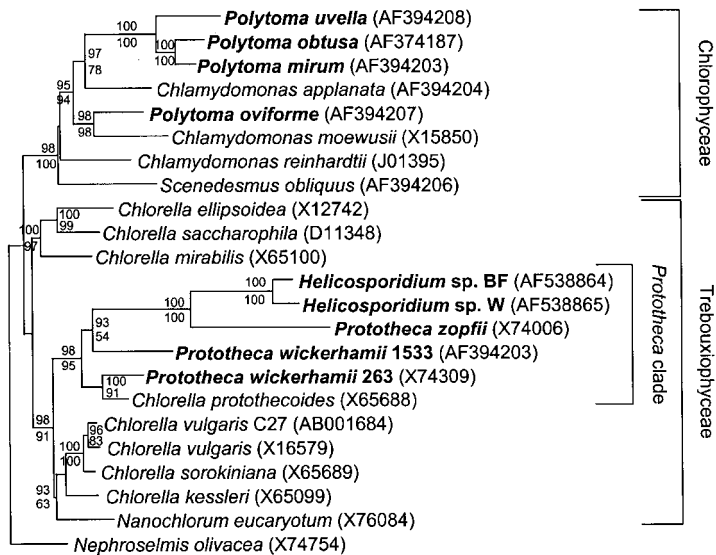 Polytoma uvella (AF394208)
100
100
Polytoma obtusa (AF374187)
100
100
Polytoma mirum (AF394203)
97
78
Chlamydomonas applanata (AF394204)
95
94
Polytoma oviforme (AF394207)
98
98
Chlamydomonas moewusii (X15850)
98
100
Chlamydomonas reinhardtii (J01395)
Scenedesmus obliquus (AF394206)
Chlorophyceae
Chlorella ellipsoidea (X12742)
100
99
Chlorella saccharophila (D11348)
100
97
Chlorella mirabilis (X65100)
Helicosporidium sp. BF (AF538864)
100
100
Helicosporidium sp. W (AF538865)
100
100
Prototheca zopfii (X74006)
93
54
Prototheca wickerhamii 1533 (AF394203)
98
95
Prototheca wickerhamii 263 (X74309)
100
91
Chlorella protothecoides (X65688)
Prototheca clade
Trebouxiophyceae
98
91
Chlorella vulgaris C27 (AB001684)
96
83
Chlorella vulgaris (X16579)
100
100
Chlorella sorokiniana (X65689)
Chlorella kessleri (X65099)
93
63
Nanochlorum eucaryotum (X76084)
Nephroselmis olivacea (X74754)